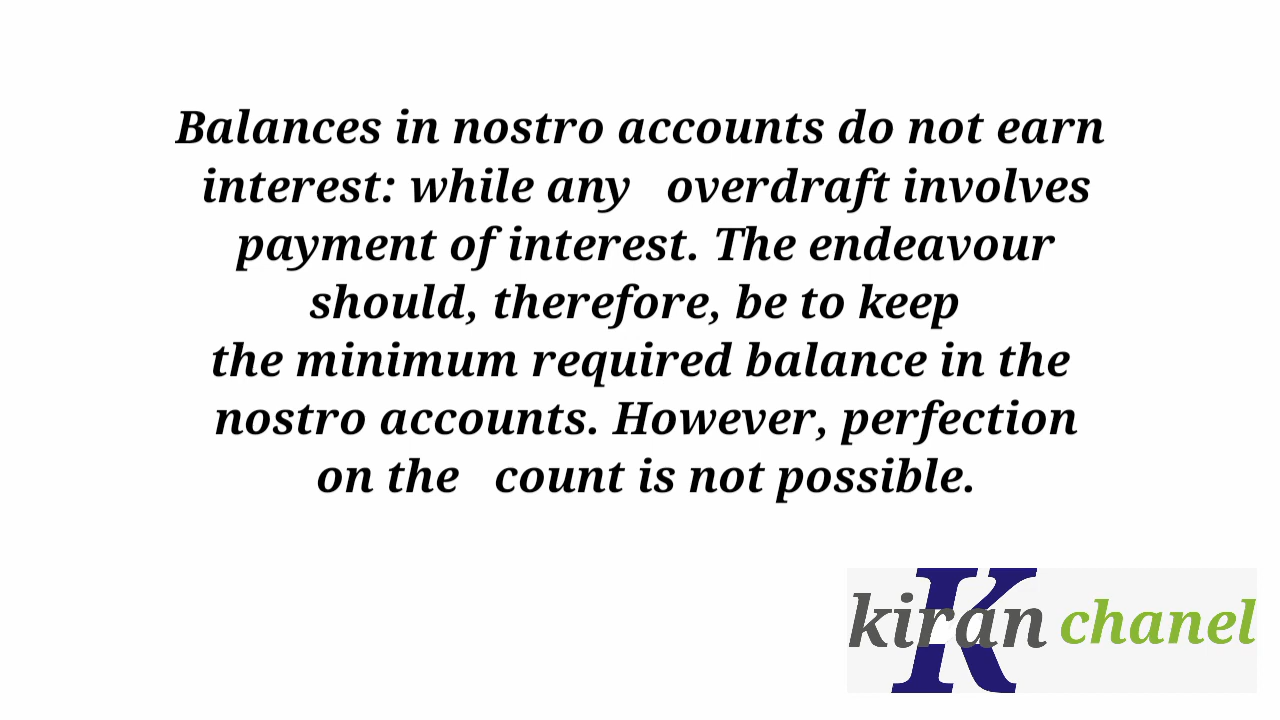 Balances in nostro accounts do not earn
interest: while any overdraft involves
payment of interest. The endeavour
should, therefore, be to keep
the minimum required balance in the
nostro accounts. However, perfection
on the count is not possible.
K
kiran chanel